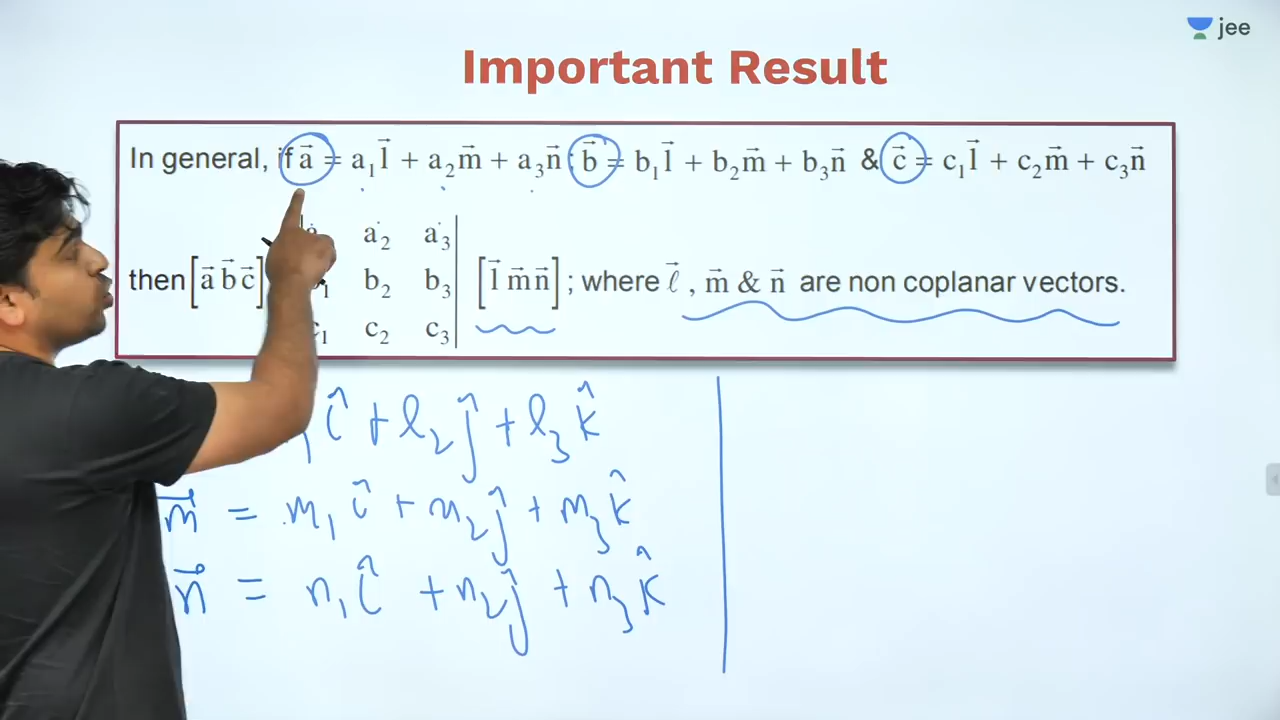 jee
Important Result
In general, if a⃗ = a₁l⃗ + a₂m⃗ + a₃n⃗ ; b⃗ = b₁l⃗ + b₂m⃗ + b₃n⃗ & c⃗ = c₁l⃗ + c₂m⃗ + c₃n⃗
a₂ a₃
then [a⃗ b⃗ c⃗] b₂ b₃ [l⃗ m⃗ n⃗] ; where ℓ⃗ , m⃗ & n⃗ are non coplanar vectors.
c₂ c₃
î + l₂ĵ + l₃k̂
m⃗ = m₁î + m₂ĵ + m₃k̂
n⃗ = n₁î + n₂ĵ + n₃k̂